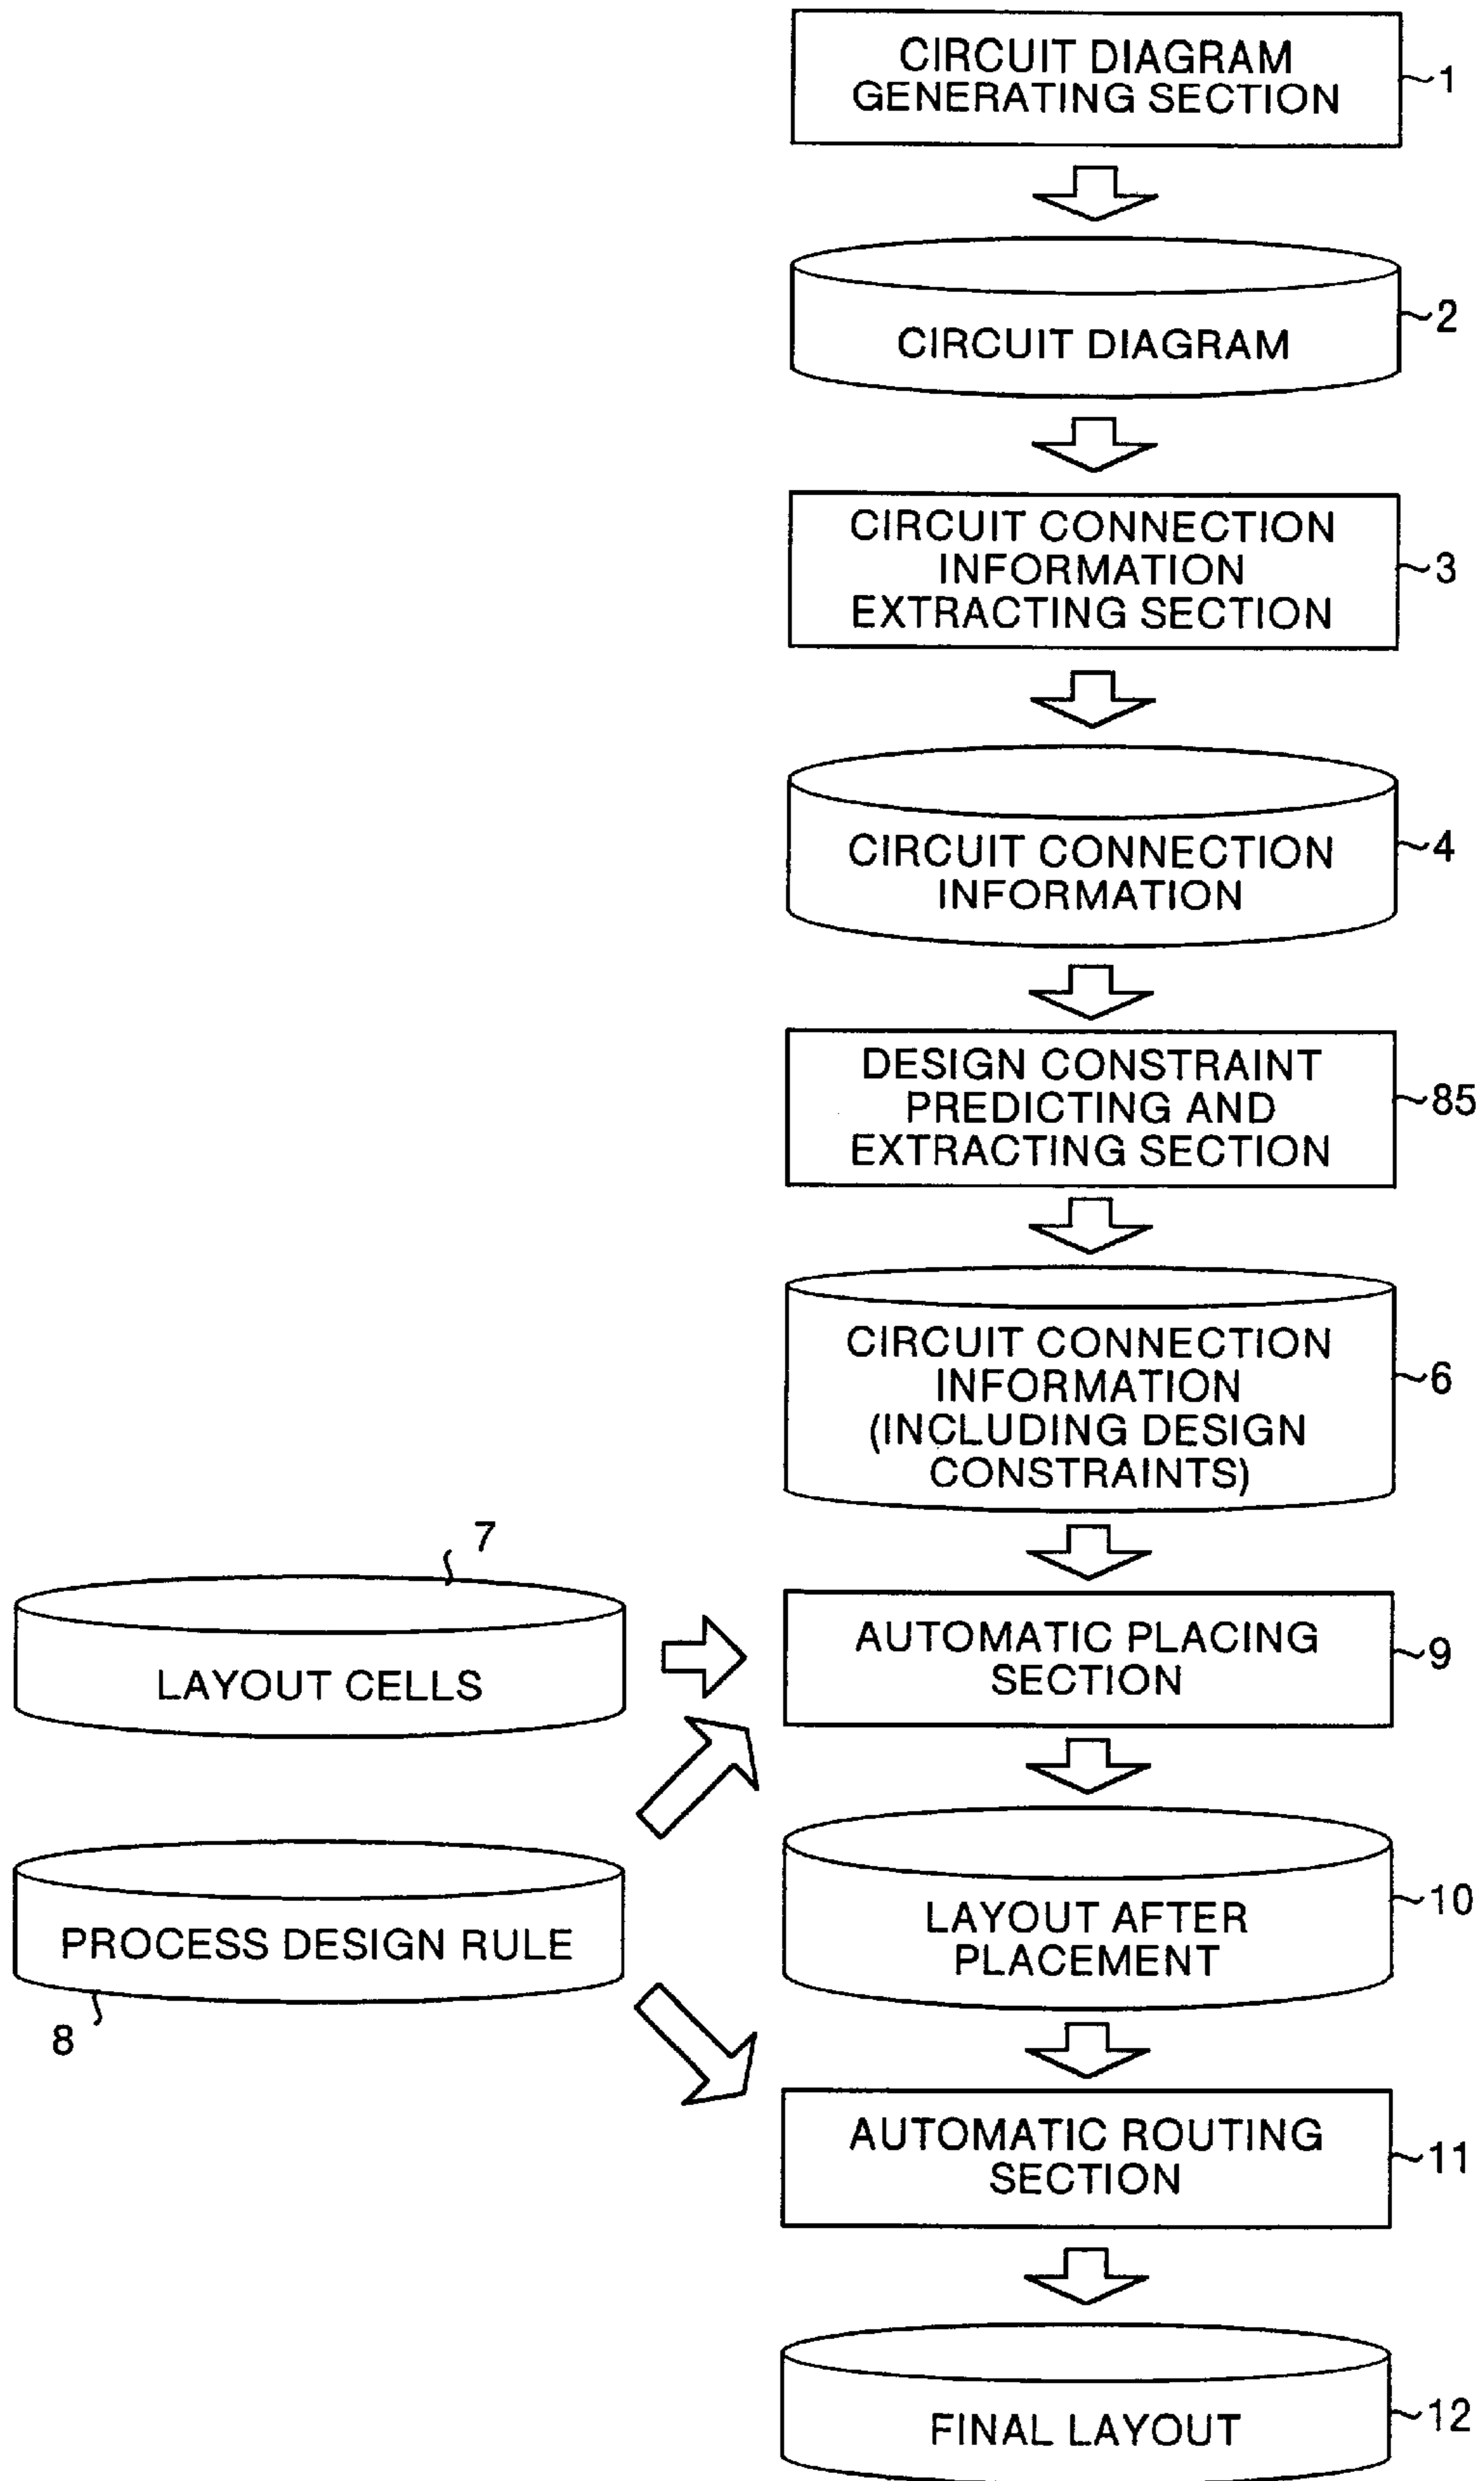 CIRCUIT DIAGRAM
GENERATING SECTION
1
CIRCUIT DIAGRAM
2
CIRCUIT CONNECTION
INFORMATION
EXTRACTING SECTION
3
CIRCUIT CONNECTION
INFORMATION
4
DESIGN CONSTRAINT
PREDICTING AND
EXTRACTING SECTION
85
CIRCUIT CONNECTION
INFORMATION
(INCLUDING DESIGN
CONSTRAINTS)
6
7
LAYOUT CELLS
AUTOMATIC PLACING
SECTION
9
PROCESS DESIGN RULE
8
LAYOUT AFTER
PLACEMENT
10
AUTOMATIC ROUTING
SECTION
11
FINAL LAYOUT
12